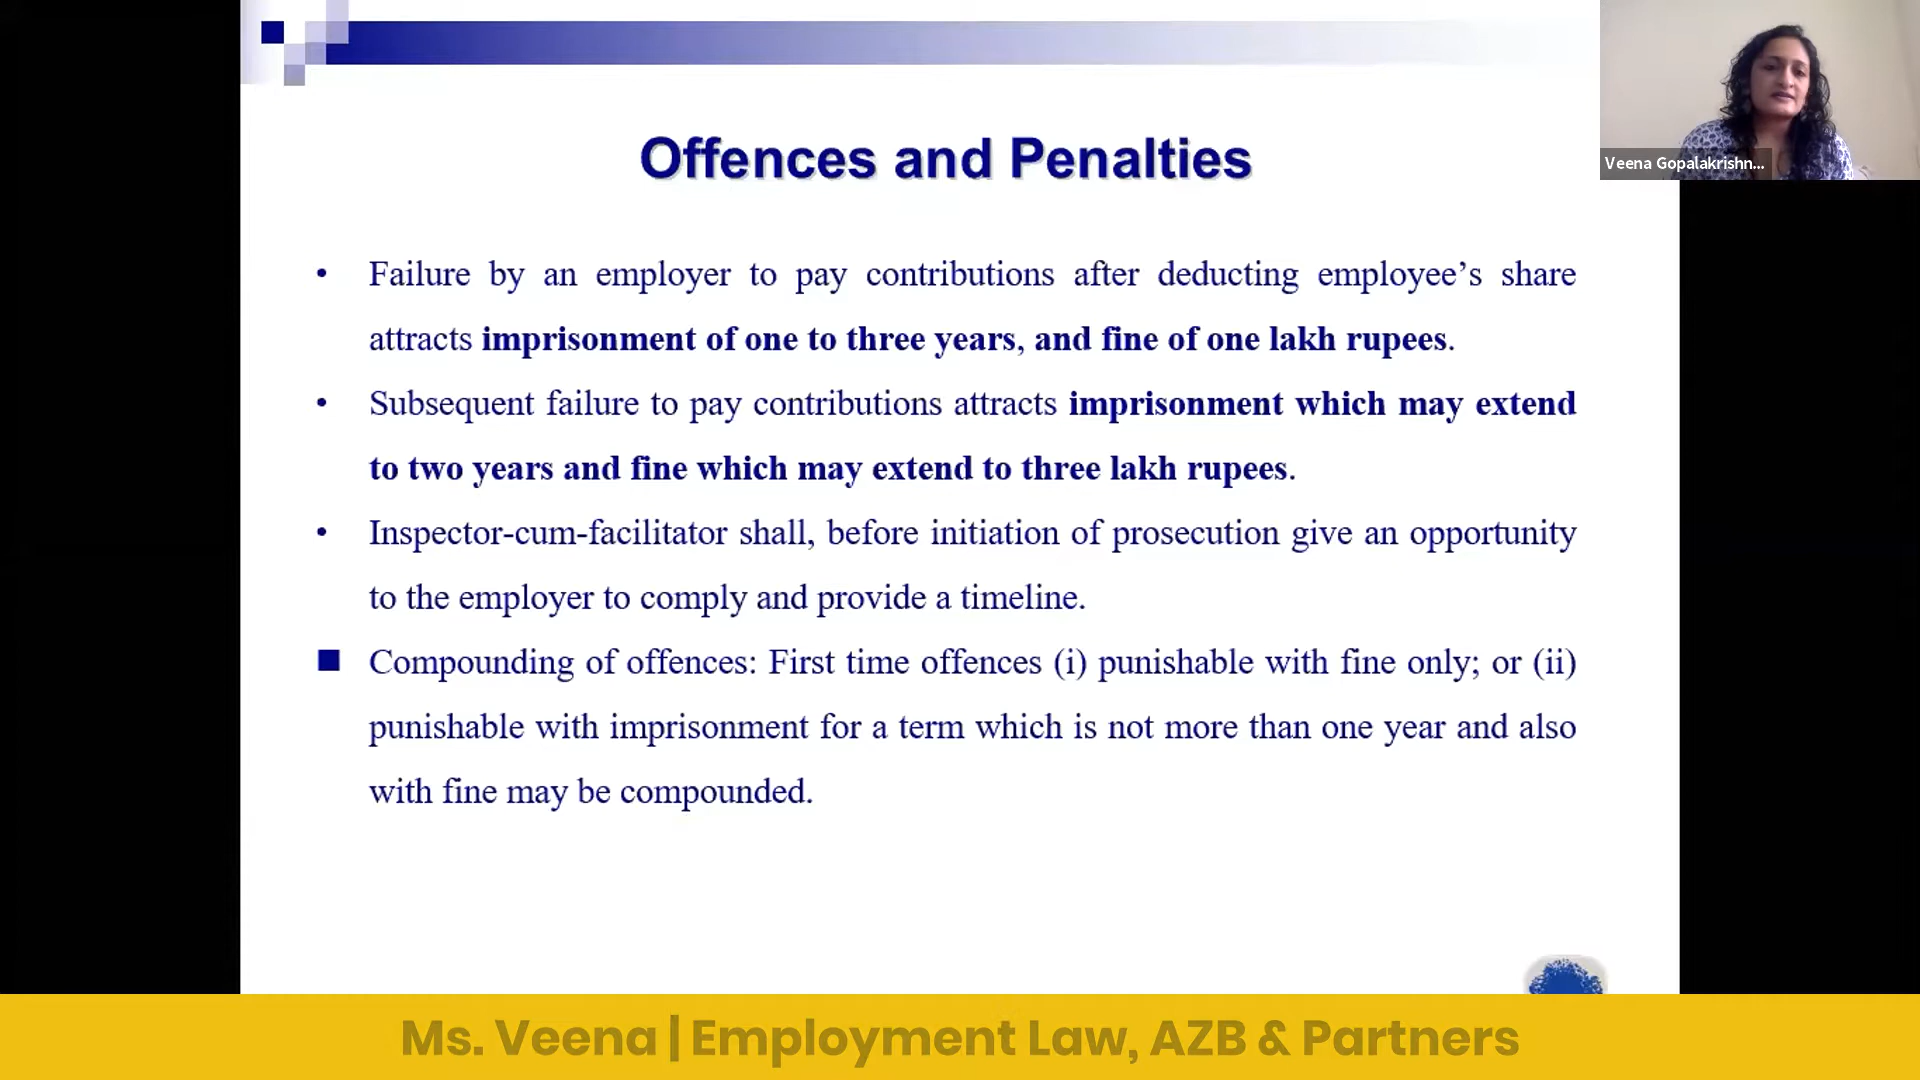 Offences and Penalties
Veena Gopalakrishn...
• Failure by an employer to pay contributions after deducting employee’s share
attracts imprisonment of one to three years, and fine of one lakh rupees.
• Subsequent failure to pay contributions attracts imprisonment which may extend
to two years and fine which may extend to three lakh rupees.
• Inspector-cum-facilitator shall, before initiation of prosecution give an opportunity
to the employer to comply and provide a timeline.
■ Compounding of offences: First time offences (i) punishable with fine only; or (ii)
punishable with imprisonment for a term which is not more than one year and also
with fine may be compounded.
Ms. Veena | Employment Law, AZB & Partners